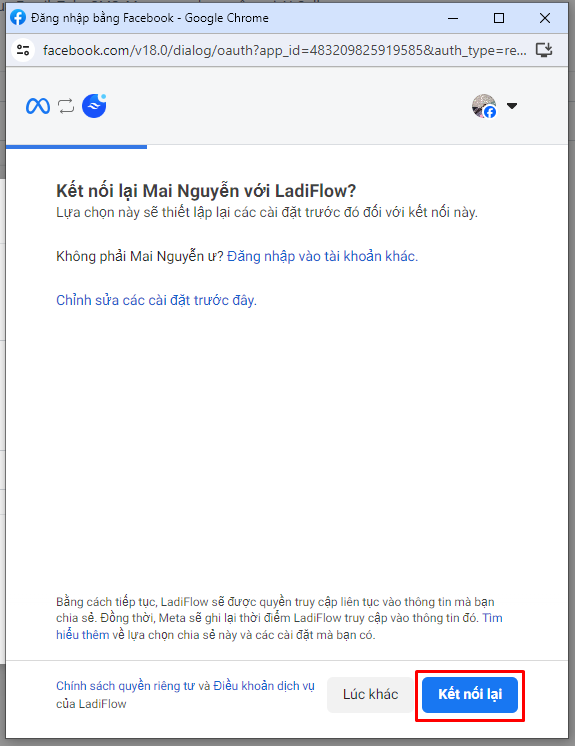 Đăng nhập bằng Facebook - Google Chrome
facebook.com/v18.0/dialog/oauth?app_id=483209825919585&auth_type=re...
Kết nối lại Mai Nguyễn với LadiFlow?
Lựa chọn này sẽ thiết lập lại các cài đặt trước đó đối với kết nối này.
Không phải Mai Nguyễn ư? Đăng nhập vào tài khoản khác.
Chỉnh sửa các cài đặt trước đây.
Bằng cách tiếp tục, LadiFlow sẽ được quyền truy cập liên tục vào thông tin mà bạn
chia sẻ. Đồng thời, Meta sẽ ghi lại thời điểm LadiFlow truy cập vào thông tin đó. Tìm
hiểu thêm về lựa chọn chia sẻ này và các cài đặt mà bạn có.
Chính sách quyền riêng tư và Điều khoản dịch vụ
của LadiFlow
Lúc khác
Kết nối lại